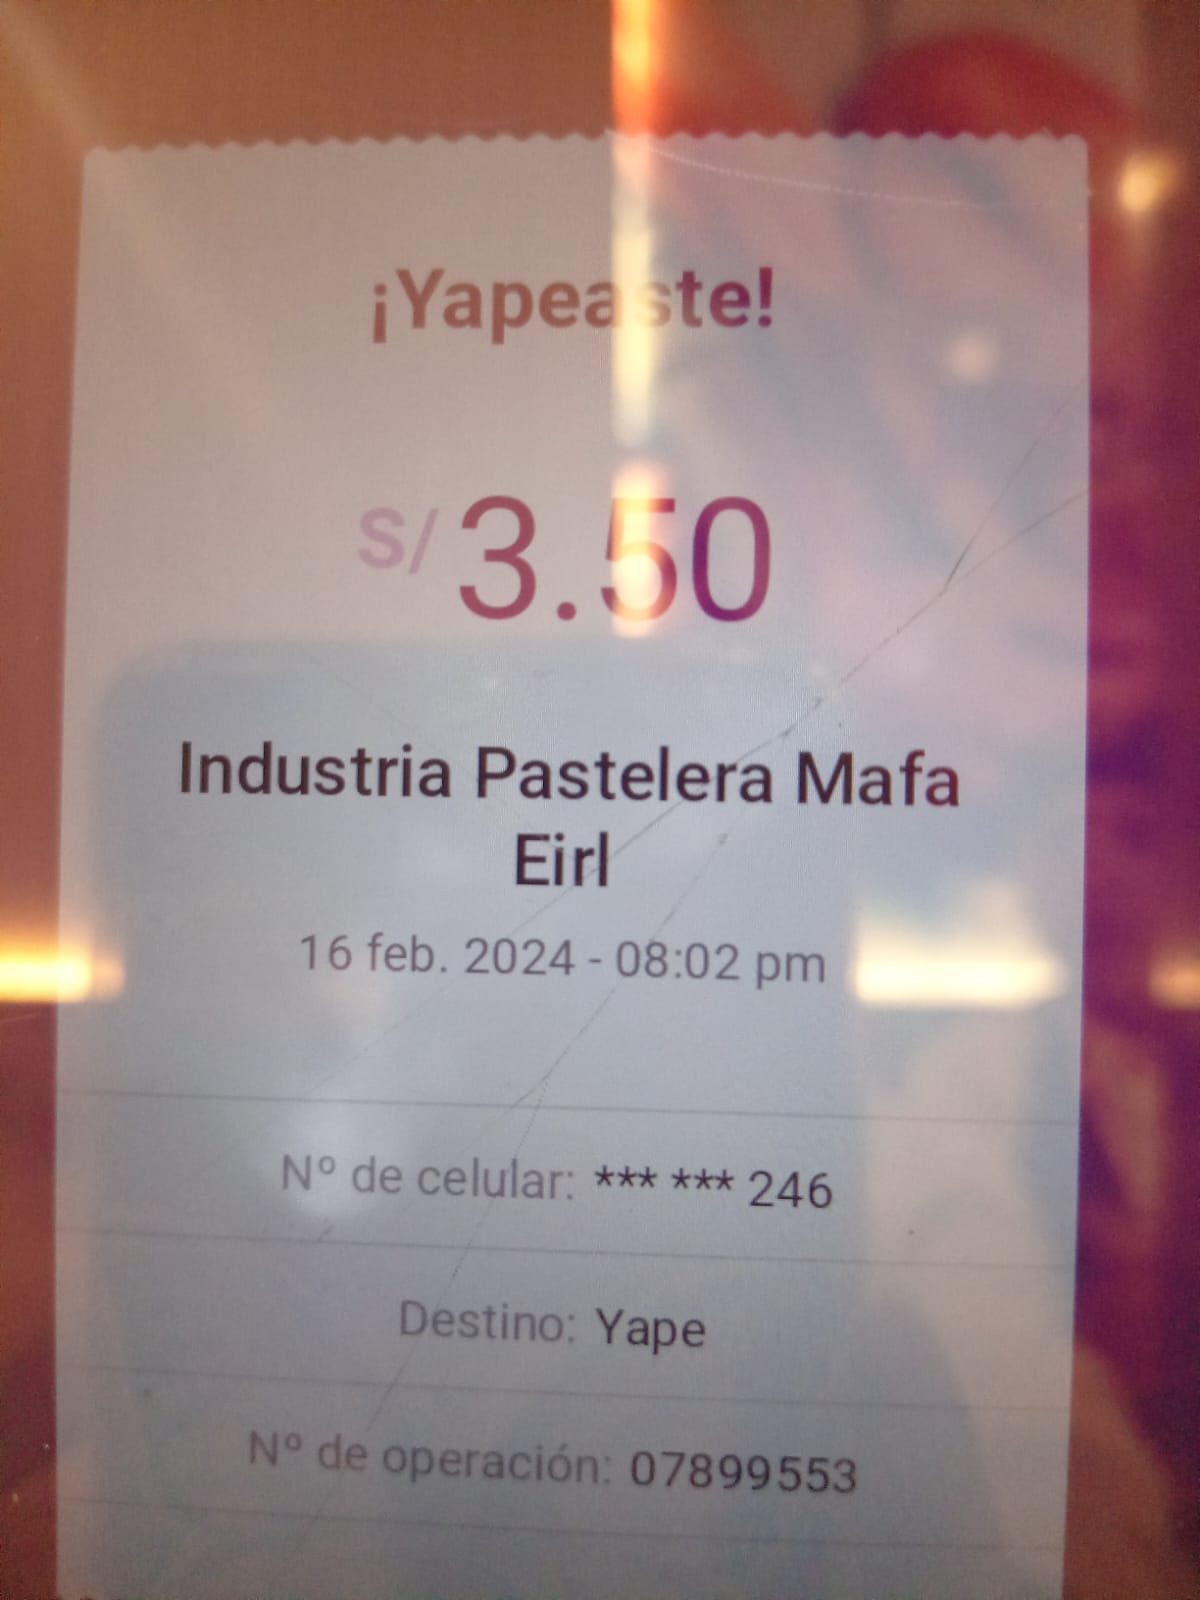 ¡Yapeaste!
S/3.50
Industria Pastelera Mafa
Eirl
16 feb. 2024 - 08:02 pm
Nº de celular: *** *** 246
Destino: Yape
Nº de operación: 07899553